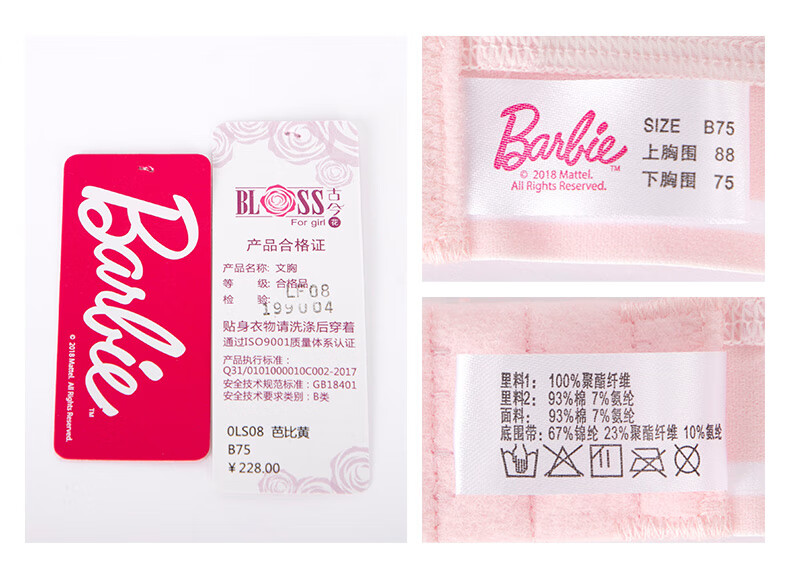 Barbie™
© 2018 Mattel. All Rights Reserved.
BLOSS 古今花
For girl
产品合格证
产品名称: 文胸
等 级: 合格品
检 验:
LF08
199004
贴身衣物请洗涤后穿着
通过ISO9001质量体系认证
产品执行标准:
Q31/0101000010C002-2017
安全技术规范标准: GB18401
安全技术要求类别: B类
0LS08 芭比黄
B75
¥228.00
Barbie™
© 2018 Mattel.
All Rights Reserved.
SIZE B75
上胸围 88
下胸围 75
里料1: 100%聚酯纤维
里料2: 93%棉 7%氨纶
面料: 93%棉 7%氨纶
底围带: 67%锦纶 23%聚酯纤维 10%氨纶